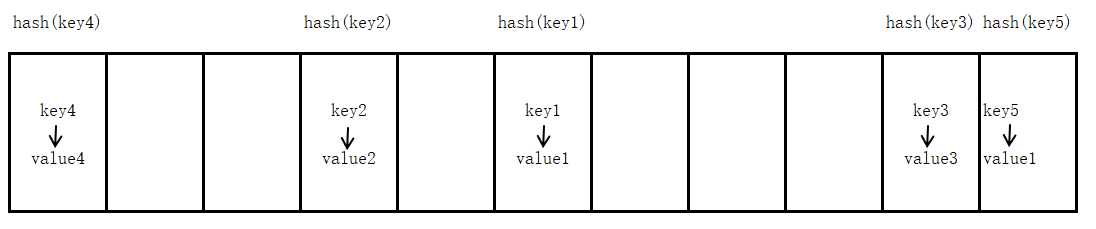 hash(key4) hash(key2) hash(key1) hash(key3) hash(key5)
key4 key2 key1 key3 key5
value4 value2 value1 value3 value1